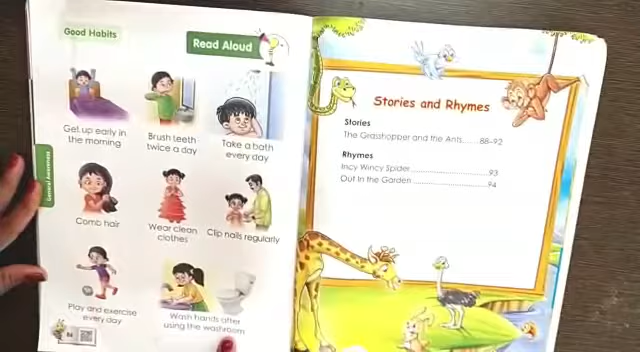 Good Habits
Read Aloud
Get up early in
the morning
Brush teeth
twice a day
Take a bath
every day
Comb hair
Wear clean
clothes
Clip nails regularly
Play and exercise
every day
Wash hands after
using the washroom
General Awareness
Stories and Rhymes
Stories
The Grasshopper and the Ants......88–92
Rhymes
Incy Wincy Spider..............................93
Out in the Garden .............................94